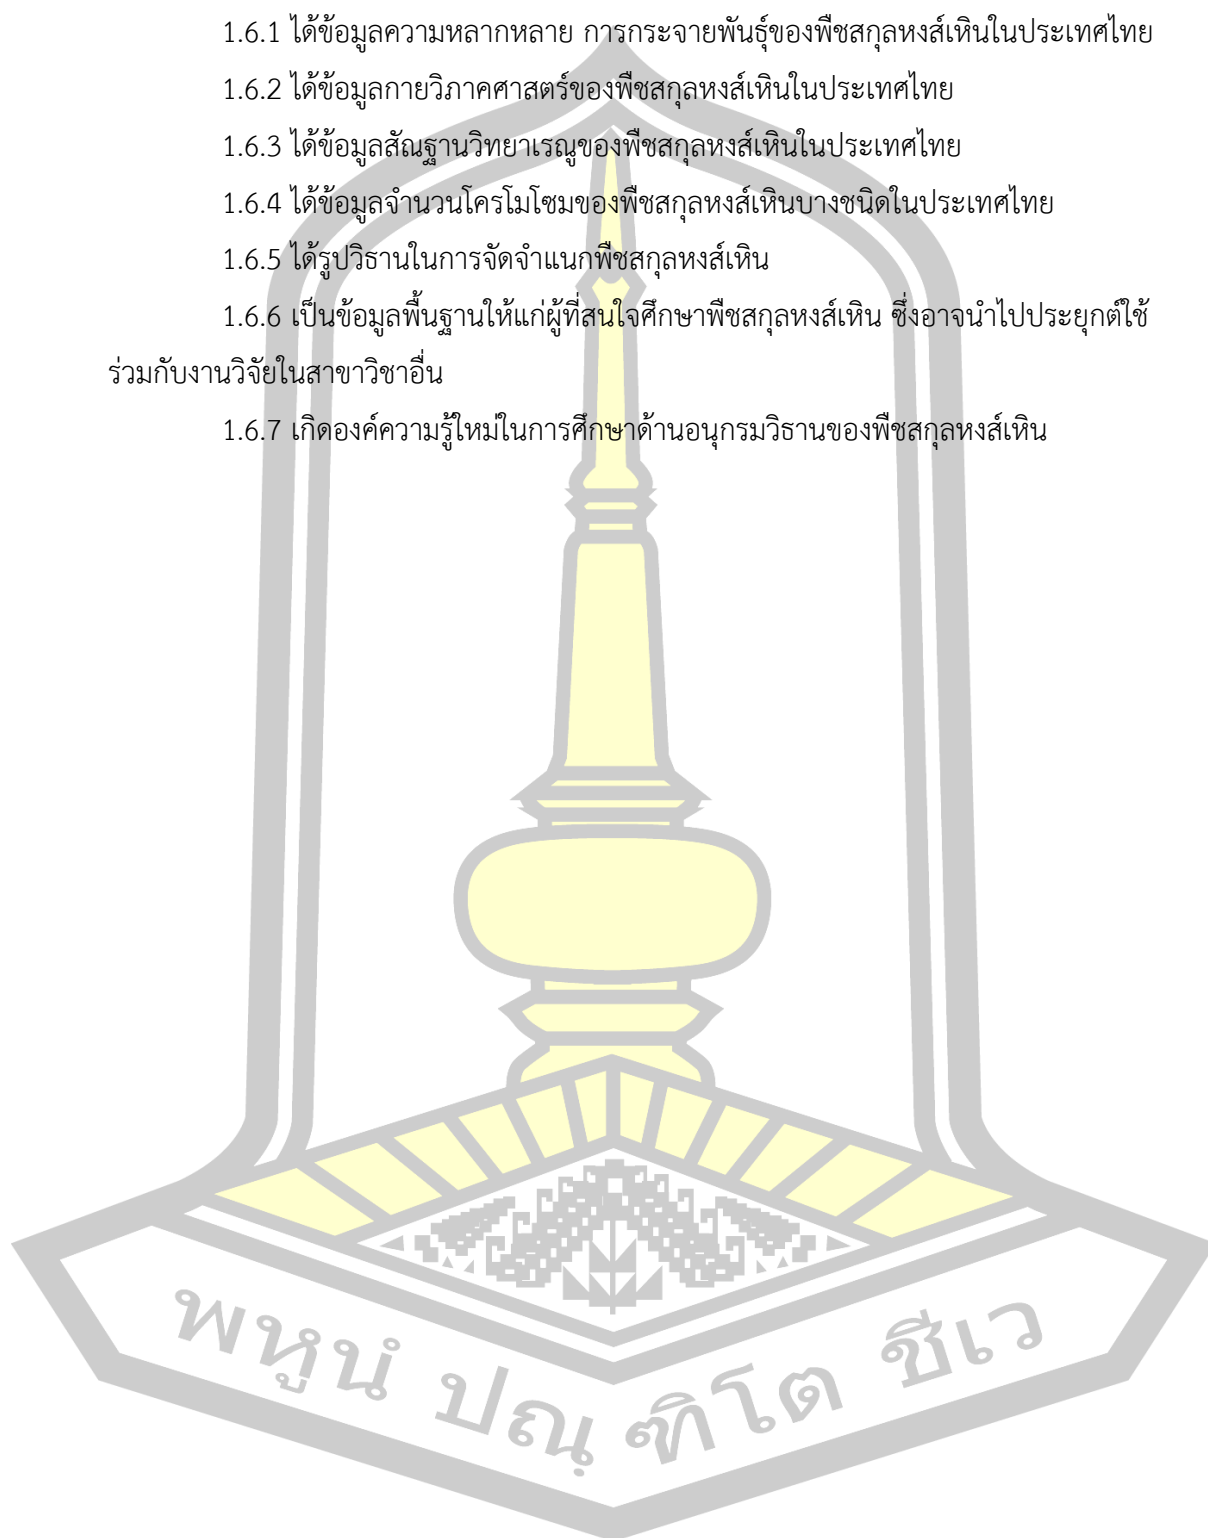 1.6.1 ได้ข้อมูลความหลากหลาย การกระจายพันธุ์ของพืชสกุลหงส์เหินในประเทศไทย
1.6.2 ได้ข้อมูลกายวิภาคศาสตร์ของพืชสกุลหงส์เหินในประเทศไทย
1.6.3 ได้ข้อมูลสัณฐานวิทยาเรณูของพืชสกุลหงส์เหินในประเทศไทย
1.6.4 ได้ข้อมูลจำนวนโครโมโซมของพืชสกุลหงส์เหินบางชนิดในประเทศไทย
1.6.5 ได้รูปวิธานในการจัดจำแนกพืชสกุลหงส์เหิน
1.6.6 เป็นข้อมูลพื้นฐานให้แก่ผู้ที่สนใจศึกษาพืชสกุลหงส์เหิน ซึ่งอาจนำไปประยุกต์ใช้
ร่วมกับงานวิจัยในสาขาวิชาอื่น
1.6.7 เกิดองค์ความรู้ใหม่ในการศึกษาด้านอนุกรมวิธานของพืชสกุลหงส์เหิน
พหูนํ ปณฺ ฑิโต ชีเว